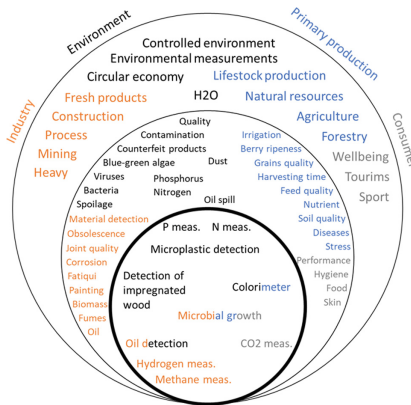 Environment
Primary production
Industry
Consumer
Controlled environment
Environmental measurements
Circular economy
Lifestock production
Fresh products
H2O
Natural resources
Construction
Agriculture
Process
Forestry
Mining
Wellbeing
Heavy
Tourims
Sport
Quality
Contamination
Counterfeit products
Blue-green algae
Dust
Viruses
Phosphorus
Bacteria
Nitrogen
Spoilage
Oil spill
Irrigation
Berry ripeness
Grains quality
Harvesting time
Feed quality
Nutrient
Soil quality
Diseases
Stress
Material detection
Obsolescence
Joint quality
Corrosion
Fatiqui
Painting
Biomass
Fumes
Oil
Performance
Hygiene
Food
Skin
P meas. N meas.
Microplastic detection
Detection of
impregnated
wood
Colorimeter
Microbial growth
Oil detection
CO2 meas.
Hydrogen meas.
Methane meas.